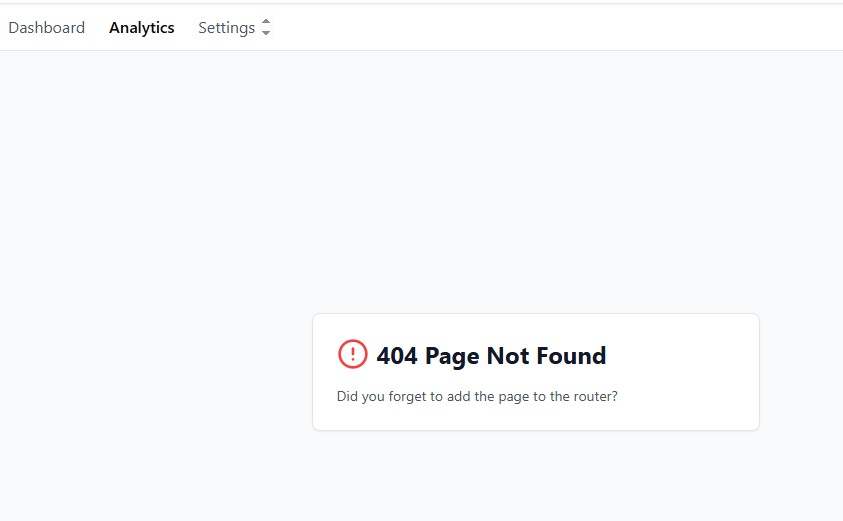 Dashboard Analytics Settings
404 Page Not Found
Did you forget to add the page to the router?